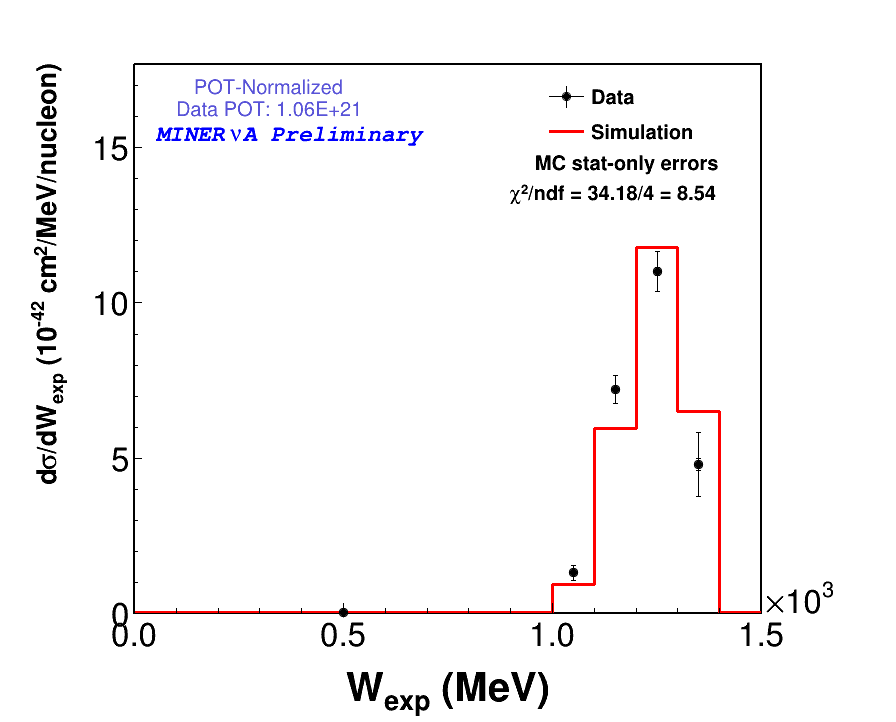 POT-Normalized
Data POT: 1.06E+21
MINERνA Preliminary
Data
Simulation
MC stat-only errors
χ²/ndf = 34.18/4 = 8.54
dσ/dW_exp (10⁻⁴² cm²/MeV/nucleon)
15
10
5
0
0.0 0.5 1.0 1.5
×10³
W_exp (MeV)